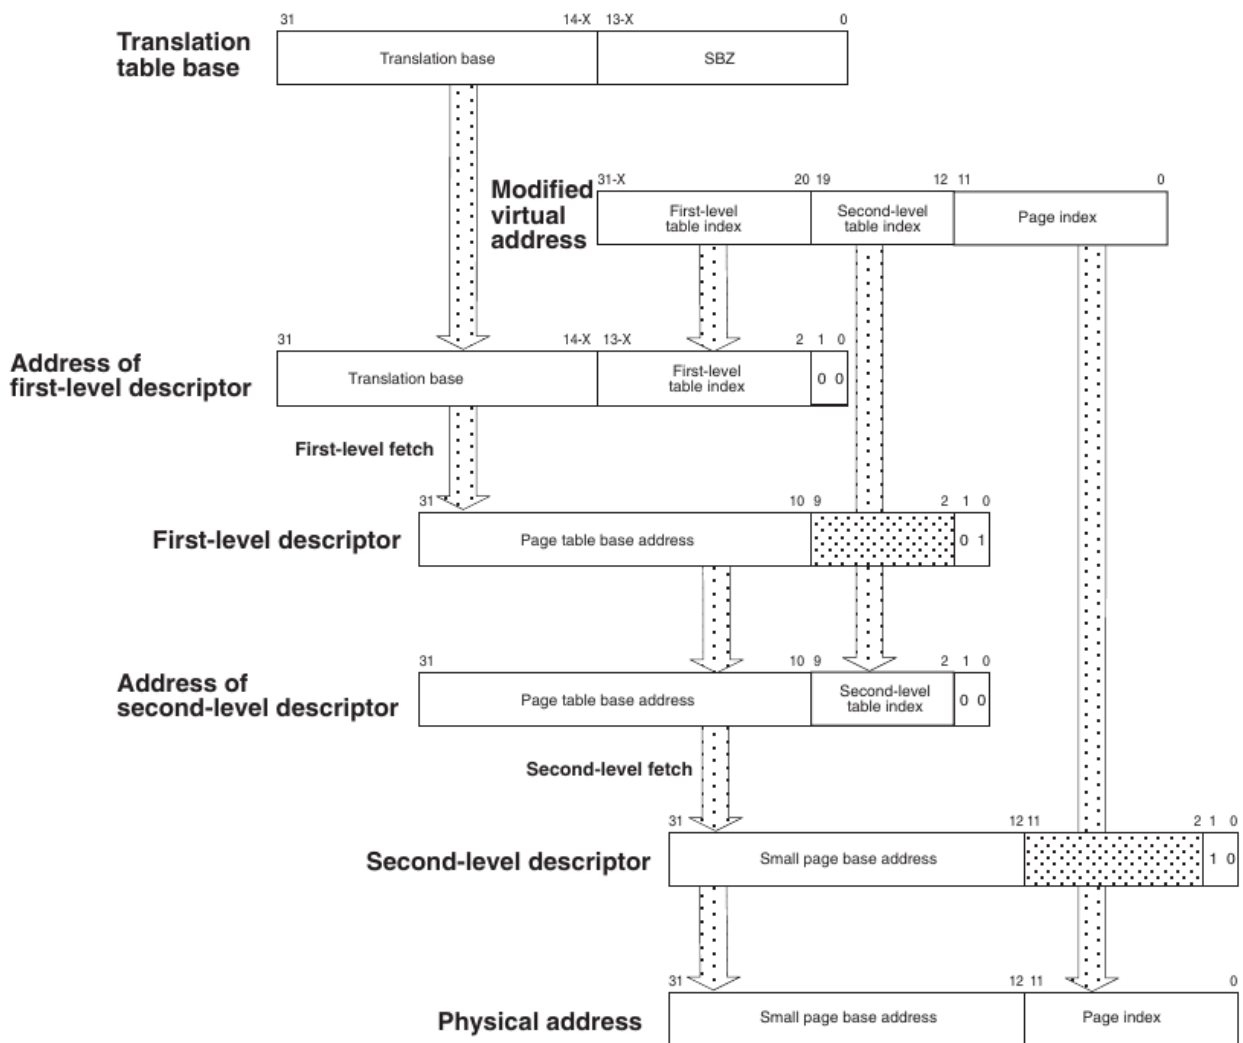 31 14-X 13-X 0
Translation
table base
Translation base SBZ
31-X 20 19 12 11 0
Modified
virtual
address
First-level
table index
Second-level
table index
Page index
31 14-X 13-X 2 1 0
Address of
first-level descriptor
Translation base
First-level
table index
0 0
First-level fetch
31 10 9 2 1 0
First-level descriptor
Page table base address
0 1
31 10 9 2 1 0
Address of
second-level descriptor
Page table base address
Second-level
table index
0 0
Second-level fetch
31 12 11 2 1 0
Second-level descriptor
Small page base address
1 0
31 12 11 0
Physical address
Small page base address
Page index